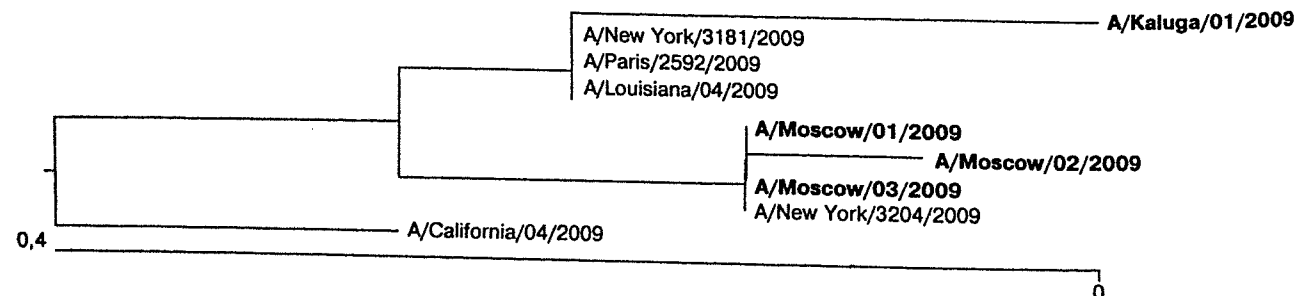 A/Kaluga/01/2009
A/New York/3181/2009
A/Paris/2592/2009
A/Louisiana/04/2009
A/Moscow/01/2009
A/Moscow/02/2009
A/Moscow/03/2009
A/New York/3204/2009
A/California/04/2009
0,4
0